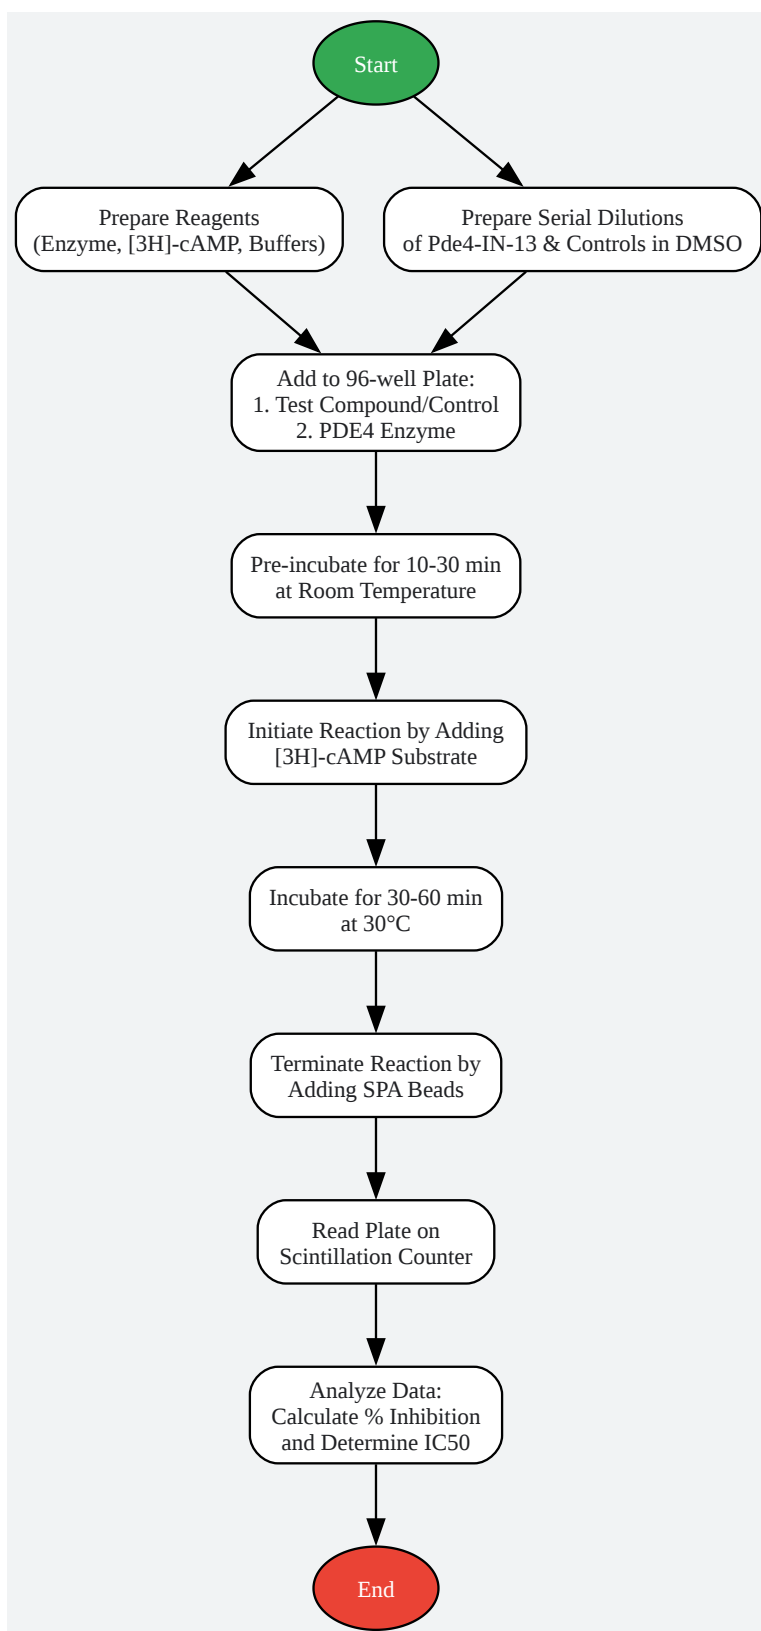 Start
Prepare Reagents
(Enzyme, [3H]-cAMP, Buffers)
Prepare Serial Dilutions
of Pde4-IN-13 & Controls in DMSO
Add to 96-well Plate:
1. Test Compound/Control
2. PDE4 Enzyme
Pre-incubate for 10-30 min
at Room Temperature
Initiate Reaction by Adding
[3H]-cAMP Substrate
Incubate for 30-60 min
at 30°C
Terminate Reaction by
Adding SPA Beads
Read Plate on
Scintillation Counter
Analyze Data:
Calculate % Inhibition
and Determine IC50
End